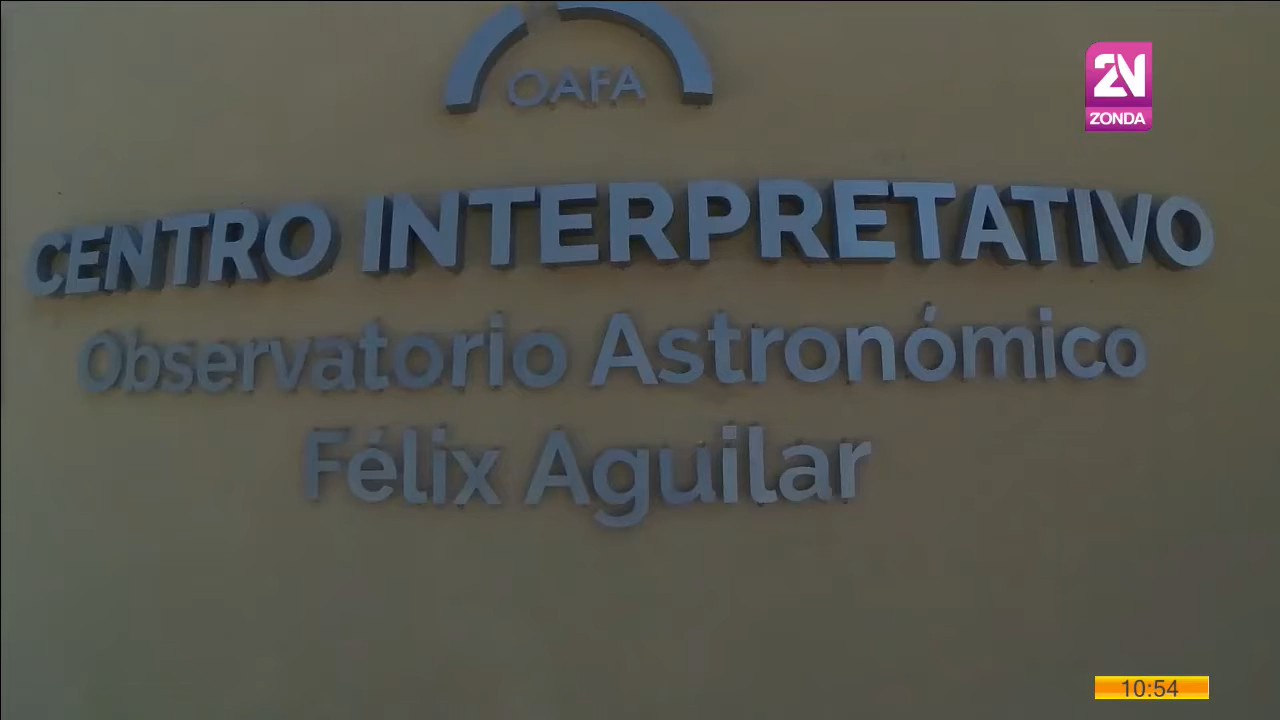 OAFA
2N
ZONDA
CENTRO INTERPRETATIVO
Observatorio Astronómico
Félix Aguilar
10:54